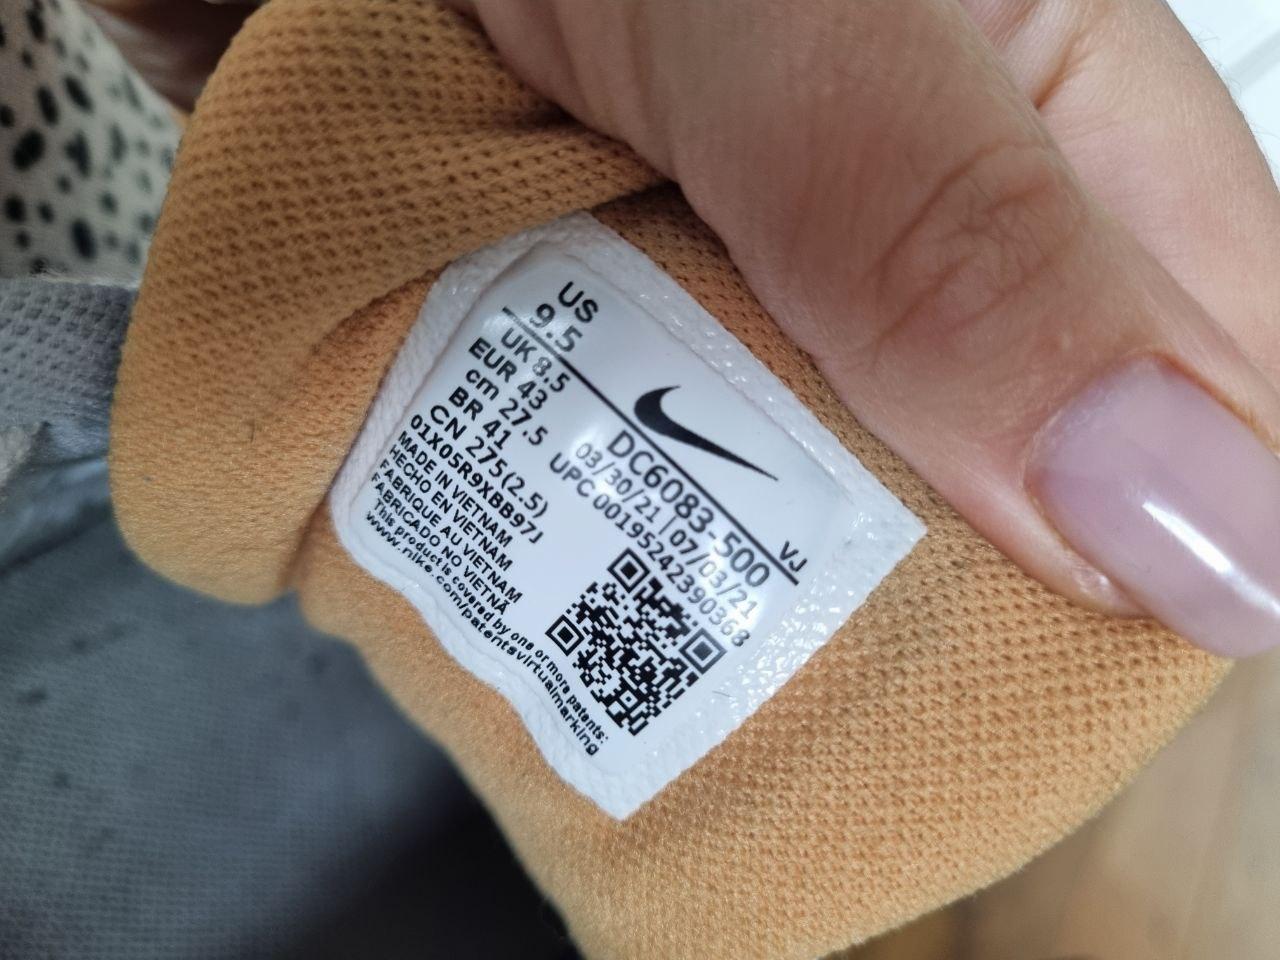 US
9.5
UK 8.5
EUR 43
cm 27.5
BR 41
CN 275(2.5)
01X05R9XBB97J
MADE IN VIETNAM
HECHO EN VIETNAM
FABRIQUE AU VIETNAM
FABRICADO NO VIETNÃ
This product is covered by one or more patents:
www.nike.com/patentsvirtualmarking
VJ
DC6083-500
03/30/21 | 07/03/21
UPC 00195242390368